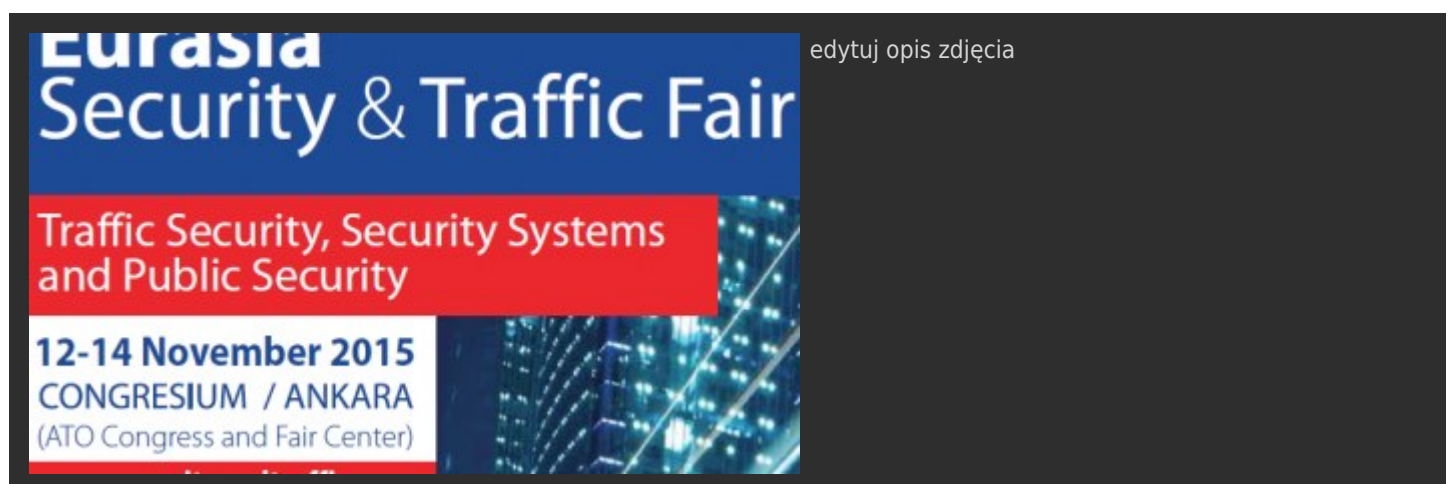 Eurasia
Security & Traffic Fair
Traffic Security, Security Systems
and Public Security
12-14 November 2015
CONGRESIUM / ANKARA
(ATO Congress and Fair Center)
edytuj opis zdjęcia